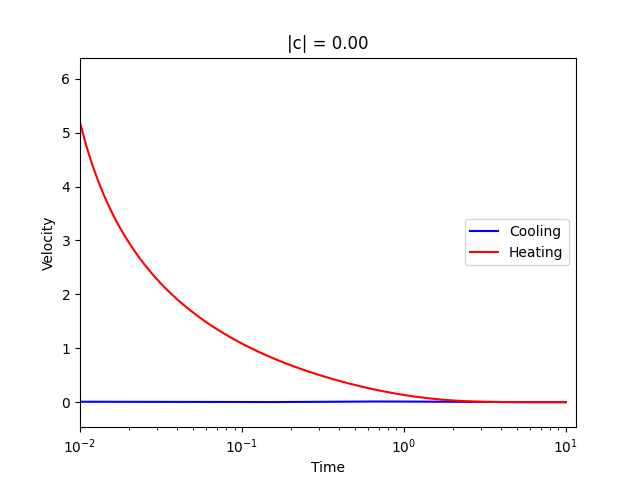 |c| = 0.00
Velocity
6
5
4
3
2
1
0
Cooling
Heating
10⁻²
10⁻¹
10⁰
10¹
Time